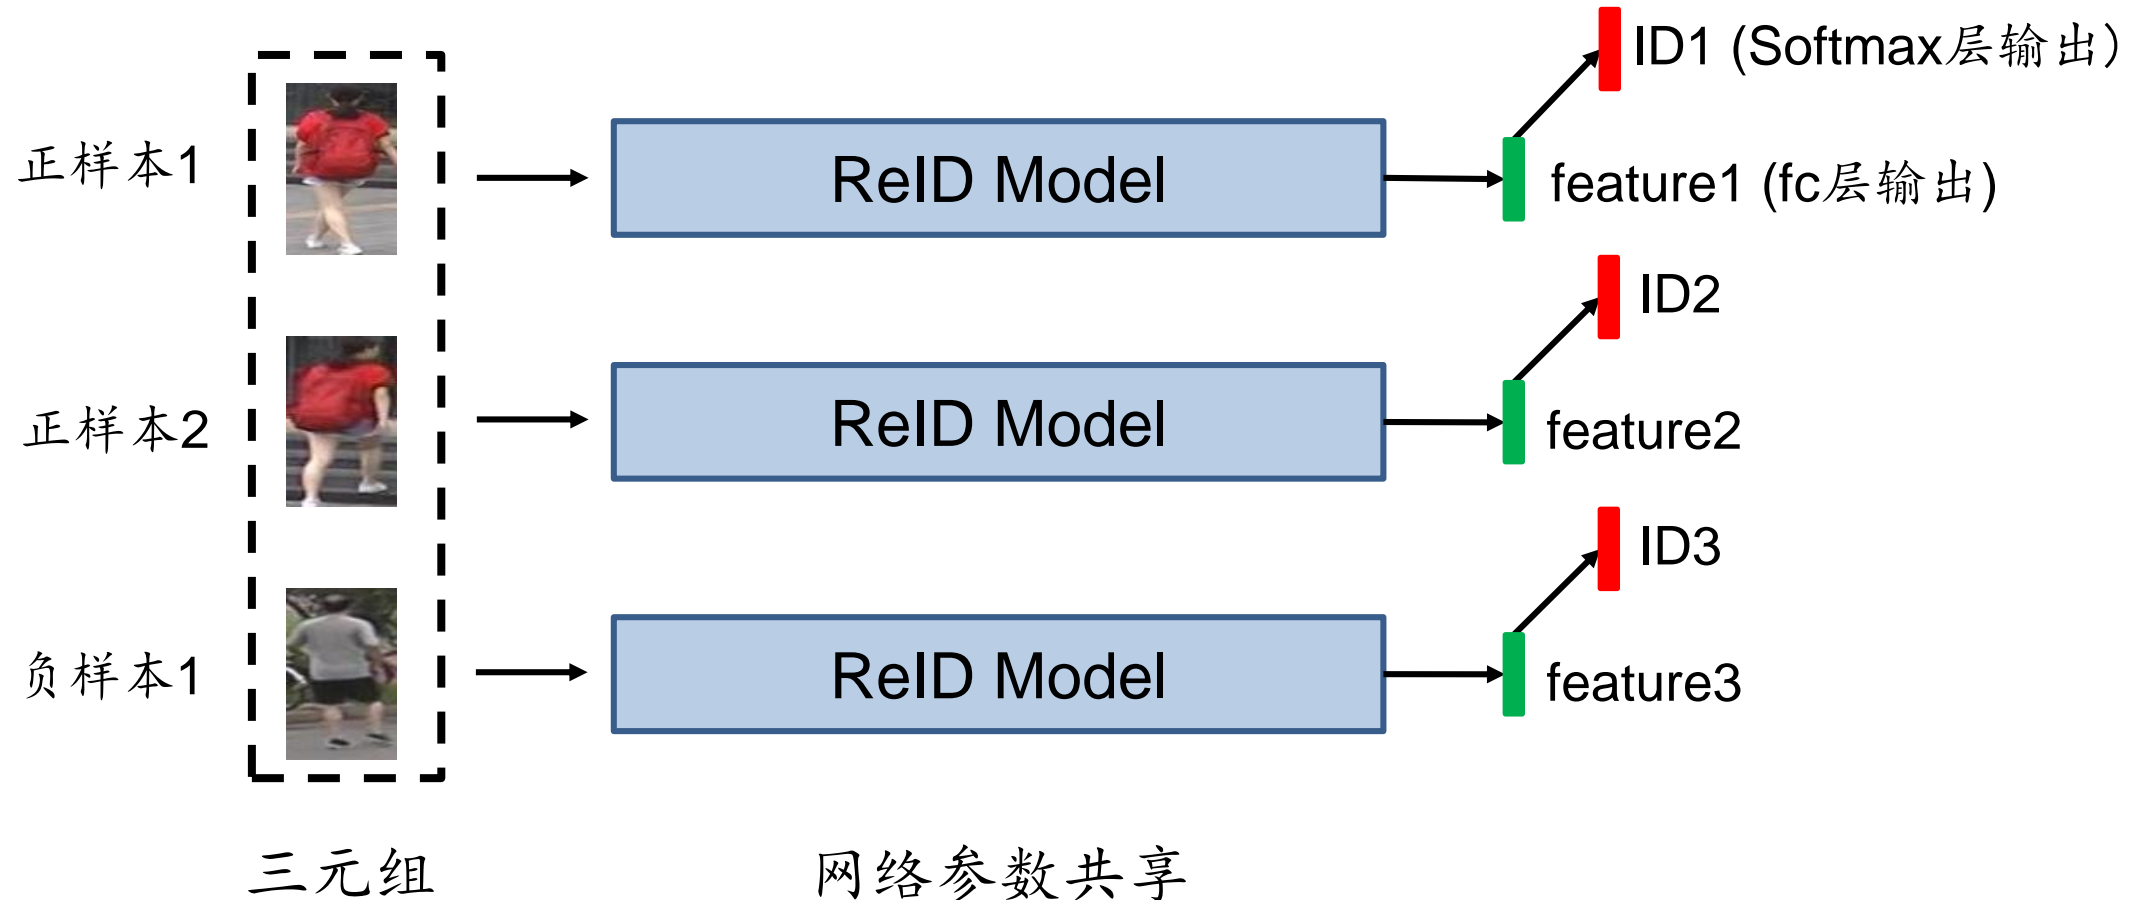 ID1 (Softmax层输出）
正样本1
ReID Model
feature1 (fc层输出)
ID2
正样本2
ReID Model
feature2
ID3
负样本1
ReID Model
feature3
三元组
网络参数共享